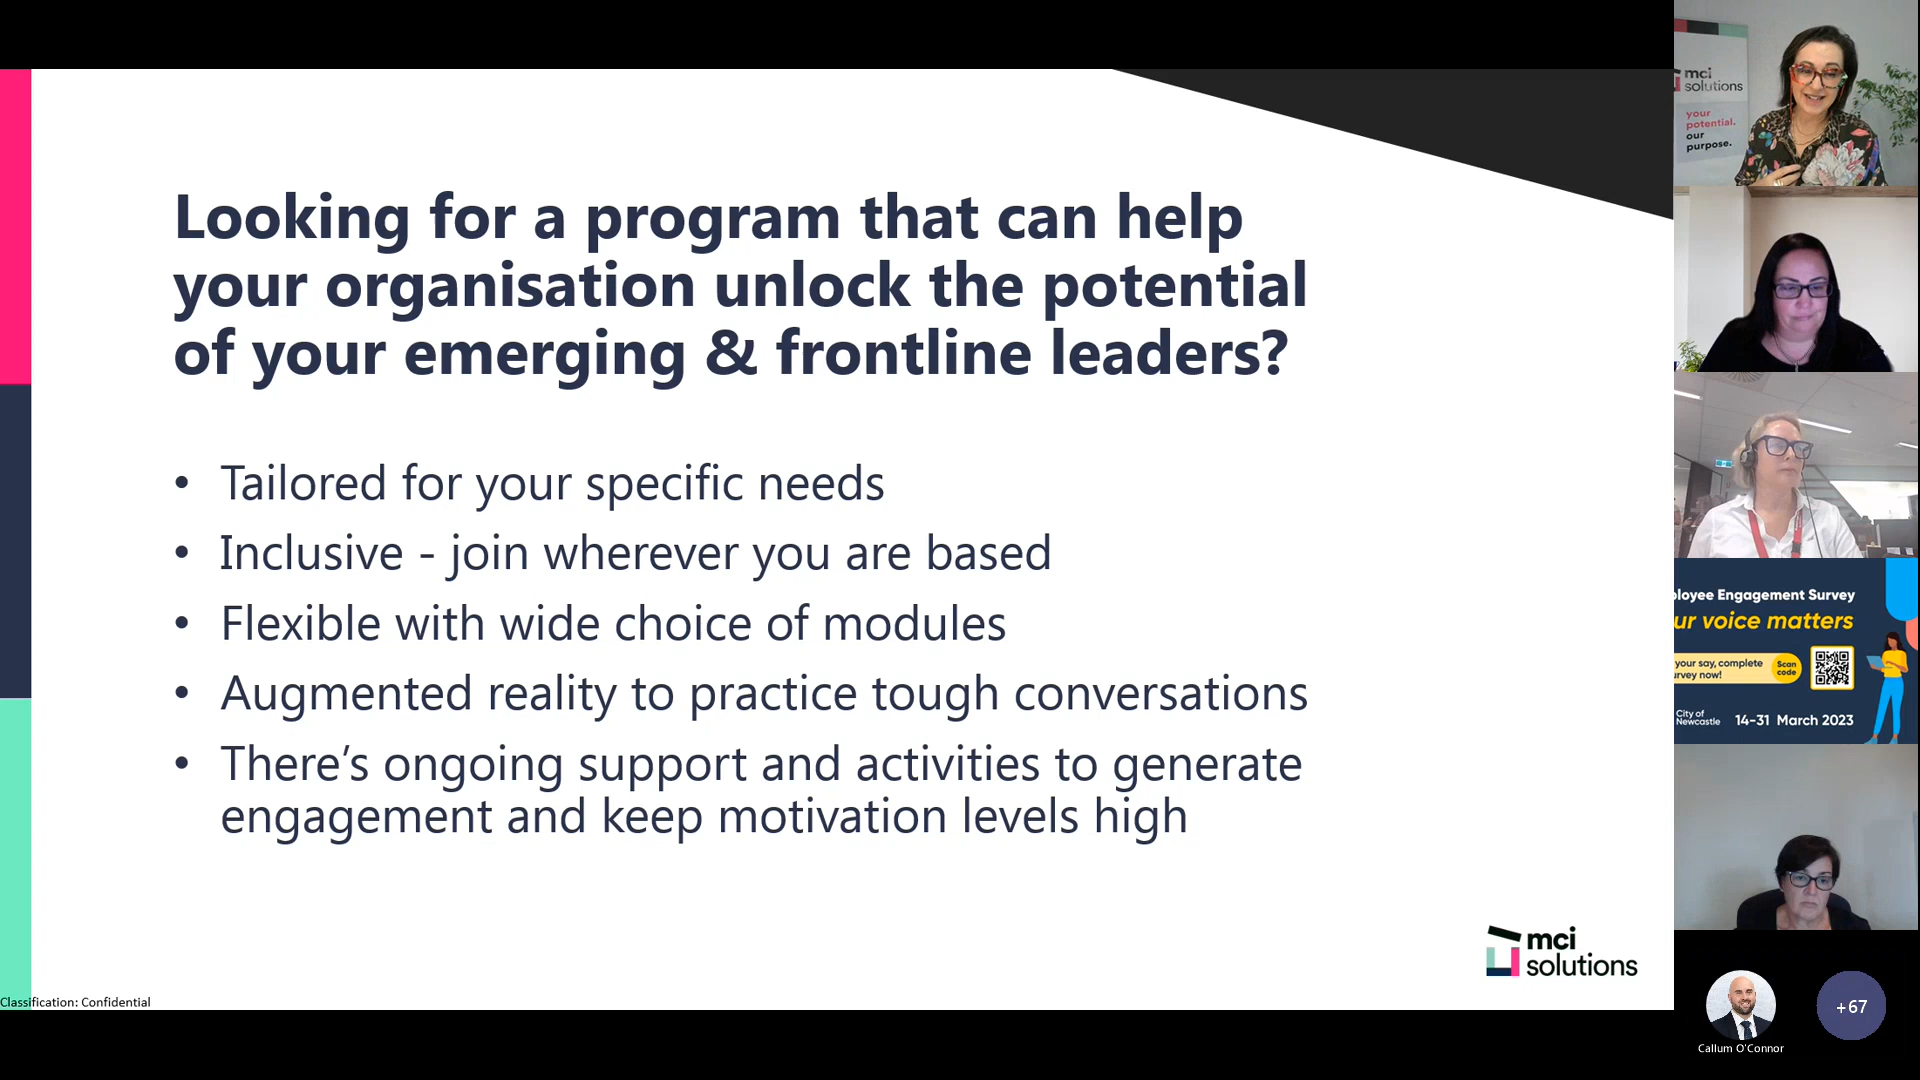 Looking for a program that can help
your organisation unlock the potential
of your emerging & frontline leaders?
• Tailored for your specific needs
• Inclusive - join wherever you are based
• Flexible with wide choice of modules
• Augmented reality to practice tough conversations
• There’s ongoing support and activities to generate
engagement and keep motivation levels high
mci
solutions
Classification: Confidential
mci
solutions
your
potential.
our
purpose.
ployee Engagement Survey
ur voice matters
your say, complete
urvey now!
Scan
code
City of
Newcastle
14-31 March 2023
Callum O'Connor
+67